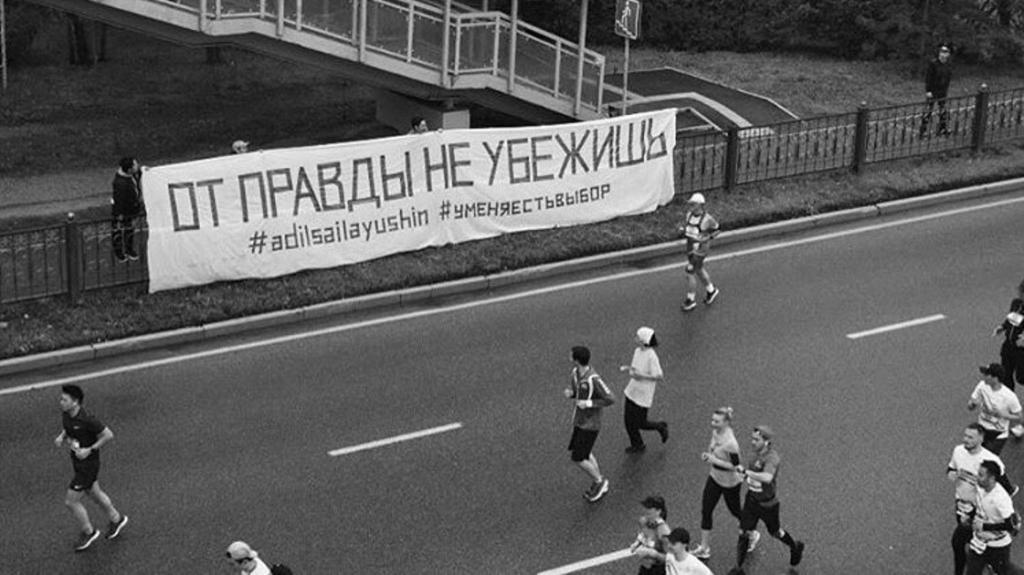 ОТ ПРАВДЫ НЕ УБЕЖИШЬ
#adilsailayushin #УМЕНЯЕСТЬВЫБОР